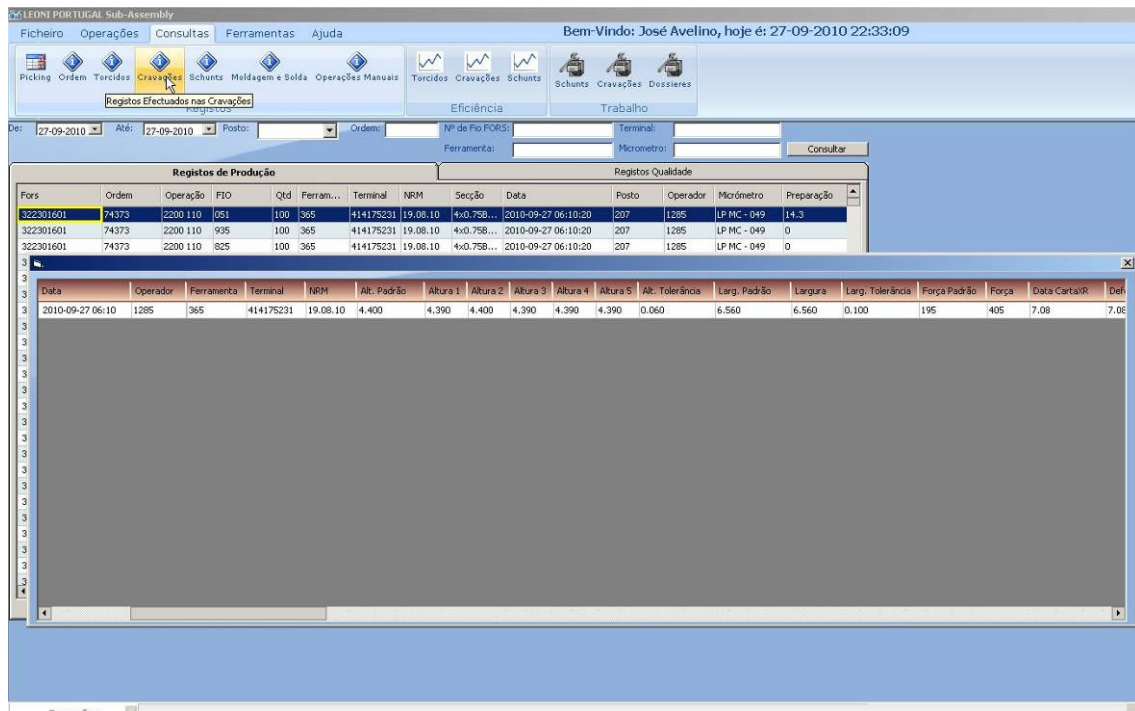 LEONI PORTUGAL Sub-Assembly
Ficheiro Operações Consultas Ferramentas Ajuda Bem-Vindo: José Avelino, hoje é: 27-09-2010 22:33:09
Picking Ordem Torcidos Cravações Schunts Moldagem e Solda Operações Manuais Torcidos Cravações Schunts Schunts Cravações Dossieres
Registos Efectuados nas Cravações
Registos Eficiência Trabalho
De: 27-09-2010 Até: 27-09-2010 Posto: Ordem: Nº de Fio FORS: Terminal:
Ferramenta: Micrometro: Consultar
Registos de Produção Registos Qualidade
Fors Ordem Operação FIO Qtd Ferram... Terminal NRM Secção Data Posto Operador Micrómetro Preparação
322301601 74373 2200 110 051 100 365 414175231 19.08.10 4x0.75B... 2010-09-27 06:10:20 207 1285 LP MC - 049 14.3
322301601 74373 2200 110 935 100 365 414175231 19.08.10 4x0.75B... 2010-09-27 06:10:20 207 1285 LP MC - 049 0
322301601 74373 2200 110 825 100 365 414175231 19.08.10 4x0.75B... 2010-09-27 06:10:20 207 1285 LP MC - 049 0
Data Operador Ferramenta Terminal NRM Alt. Padrão Altura 1 Altura 2 Altura 3 Altura 4 Altura 5 Alt. Tolerância Larg. Padrão Largura Larg. Tolerância Força Padrão Força Data CartaXR Def
2010-09-27 06:10 1285 365 414175231 19.08.10 4.400 4.390 4.400 4.390 4.390 4.390 0.060 6.560 6.560 0.100 195 405 7.08 7.08